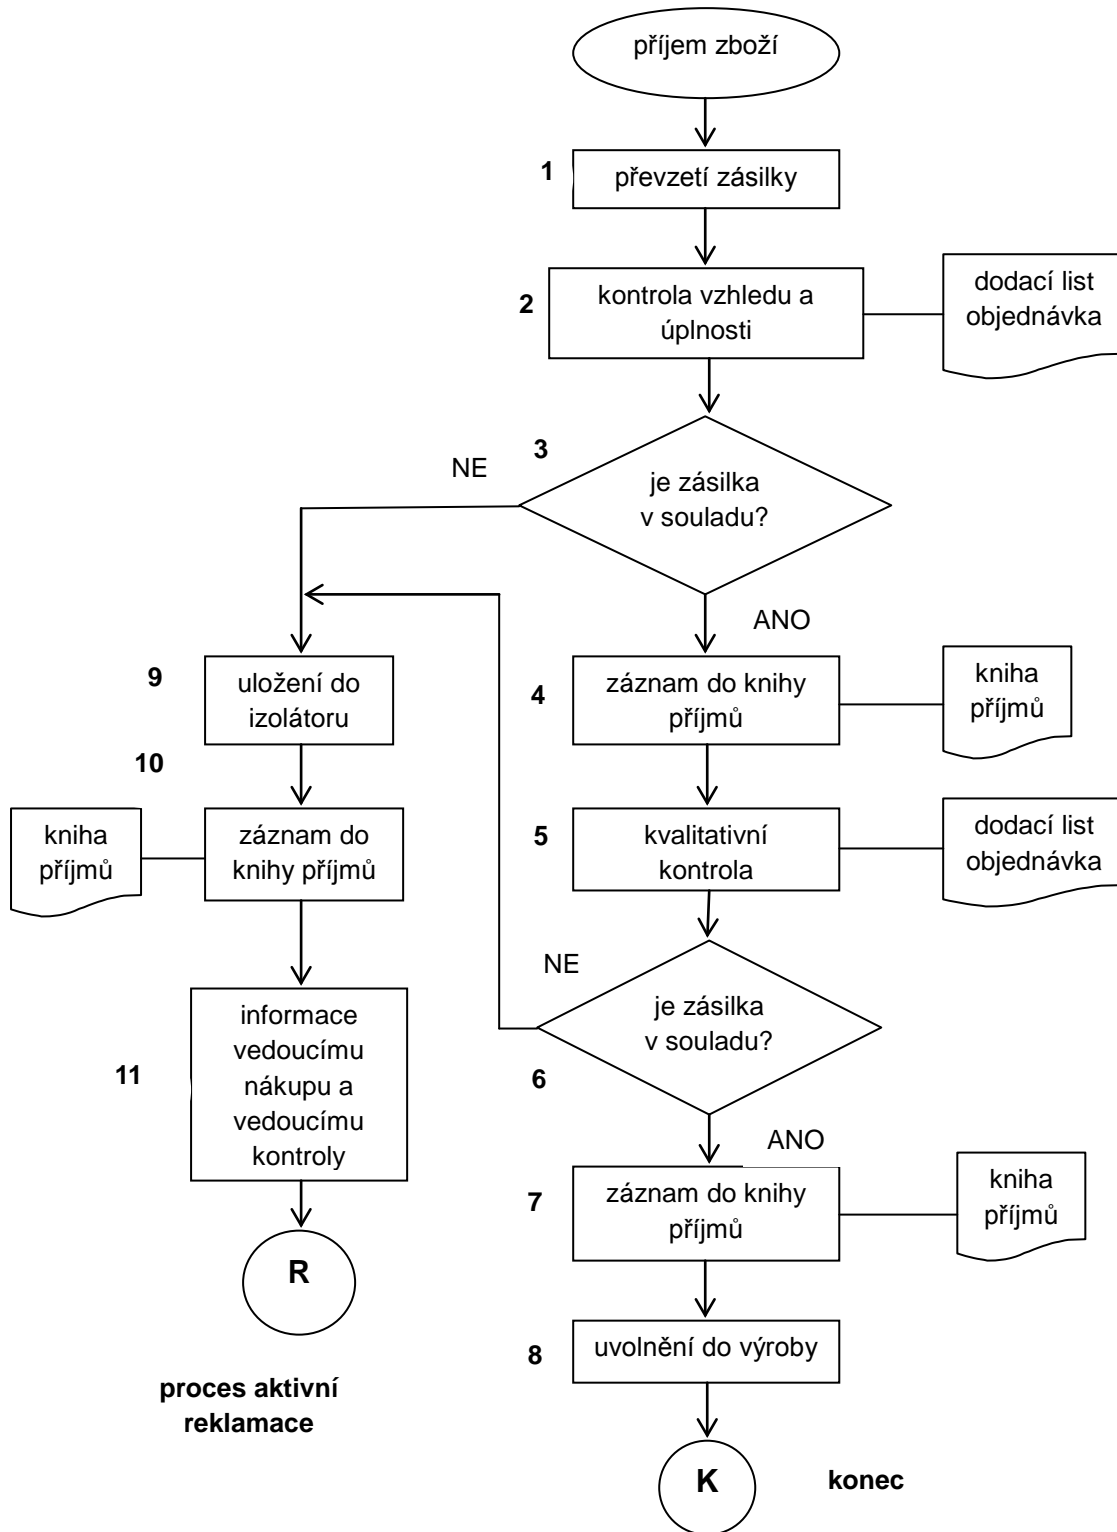 příjem zboží
1
převzetí zásilky
2
kontrola vzhledu a
úplnosti
dodací list
objednávka
3
NE
je zásilka
v souladu?
ANO
9
uložení do
izolátoru
4
záznam do knihy
příjmů
kniha
příjmů
10
kniha
příjmů
záznam do
knihy příjmů
5
kvalitativní
kontrola
dodací list
objednávka
NE
je zásilka
v souladu?
6
11
informace
vedoucímu
nákupu a
vedoucímu
kontroly
ANO
7
záznam do knihy
příjmů
kniha
příjmů
R
8
uvolnění do výroby
proces aktivní
reklamace
K
konec